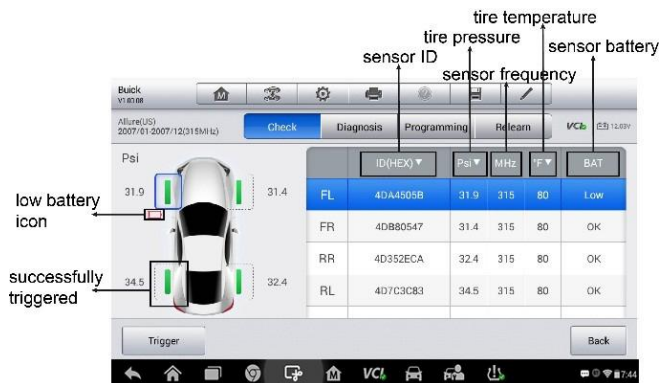 tire temperature
tire pressure
sensor ID
sensor battery
sensor frequency
Buick
V1.80.08
Allure(US)
2007/01-2007/12(315MHz)
Check
Diagnosis
Programming
Relearn
VCI
12.03V
Psi
ID(HEX)▼ Psi▼ MHz °F▼ BAT
31.9
31.4
FL 4DA4505B 31.9 315 80 Low
low battery
icon
FR 4DB80547 31.4 315 80 OK
RR 4D352ECA 32.4 315 80 OK
successfully
triggered
34.5
32.4
RL 4D7C3C83 34.5 315 80 OK
Trigger
Back
VCI
7:44